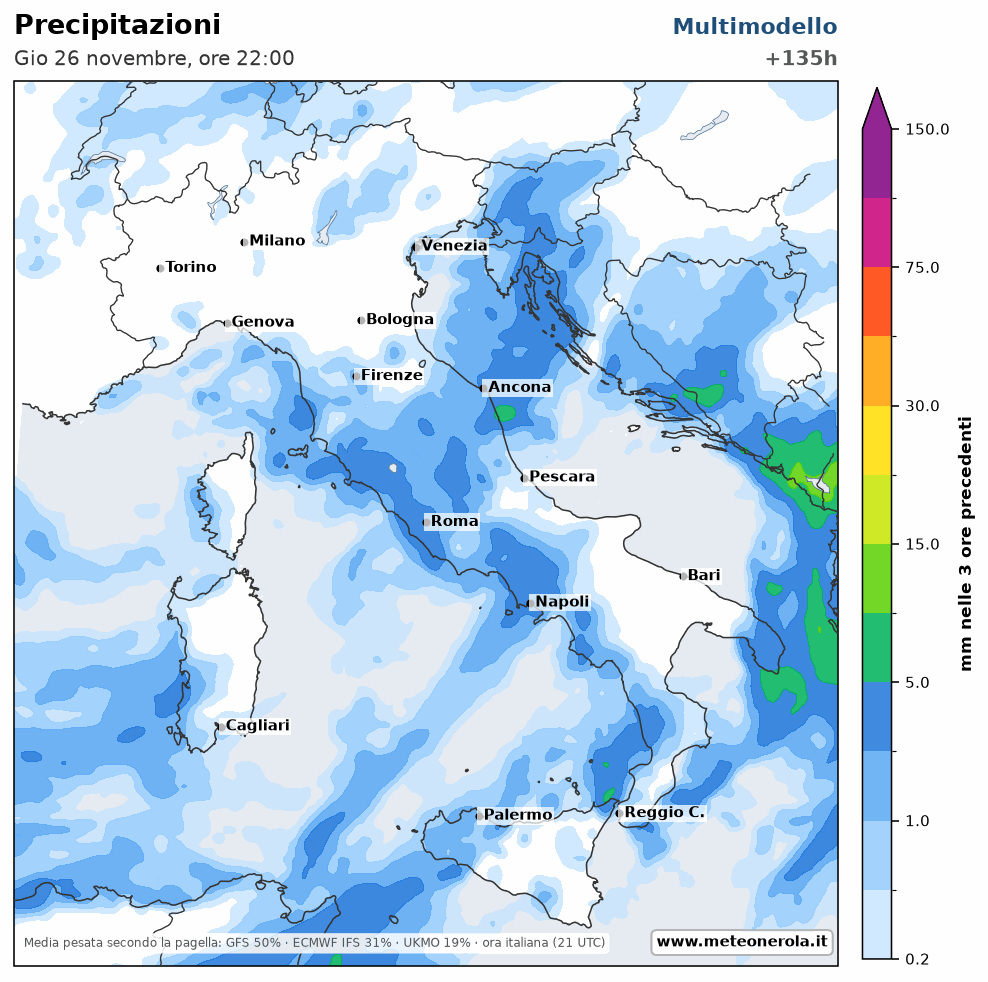 Precipitazioni
Multimodello
Gio 26 novembre, ore 22:00
+135h
150.0
75.0
30.0
15.0
5.0
1.0
0.2
mm nelle 3 ore precedenti
Milano
Venezia
Torino
Genova
Bologna
Firenze
Ancona
Pescara
Roma
Bari
Napoli
Cagliari
Palermo
Reggio C.
Media pesata secondo la pagella: GFS 50% · ECMWF IFS 31% · UKMO 19% · ora italiana (21 UTC)
www.meteonerola.it